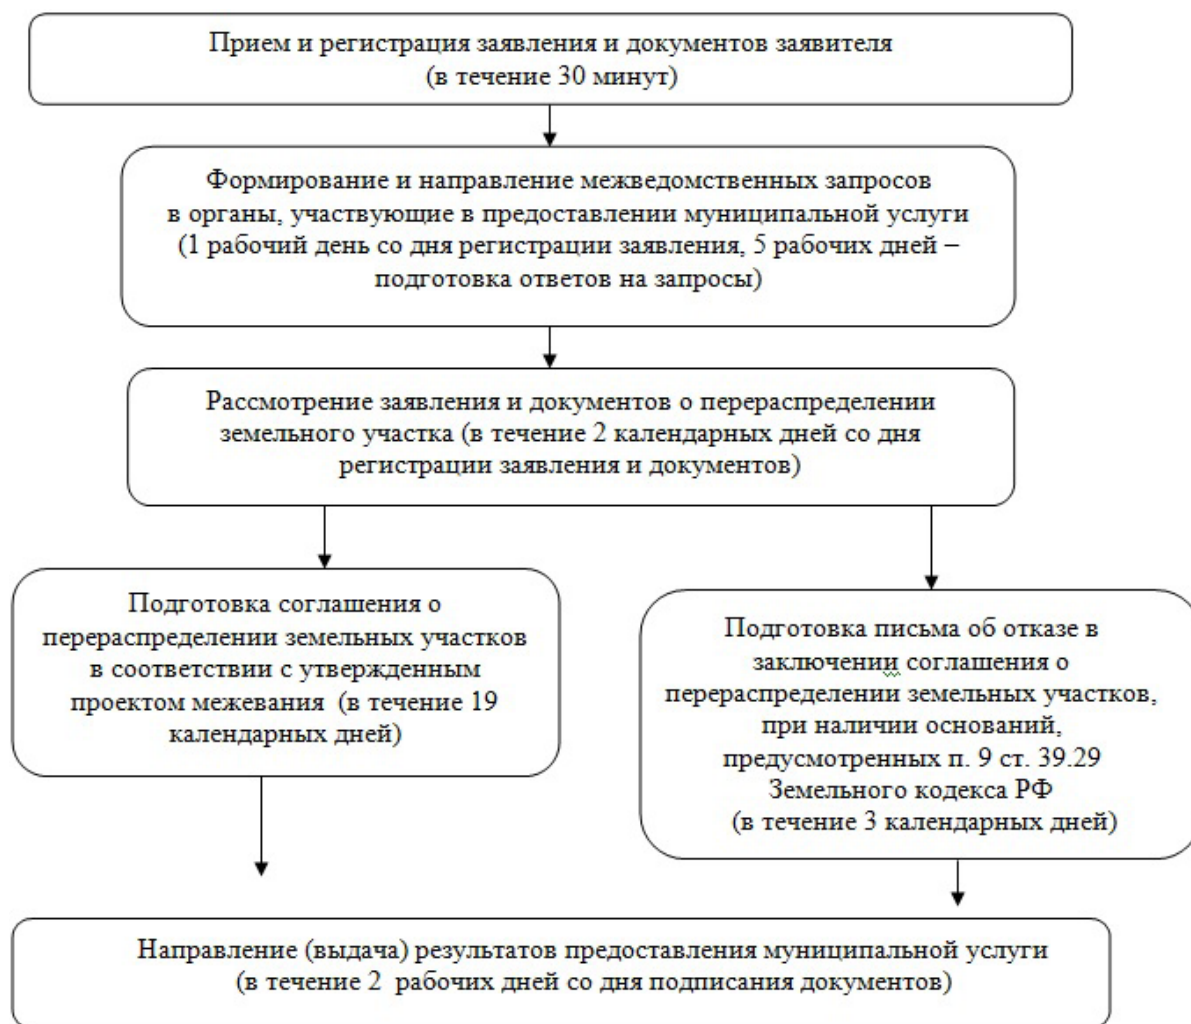 Прием и регистрация заявления и документов заявителя
(в течение 30 минут)
Формирование и направление межведомственных запросов
в органы, участвующие в предоставлении муниципальной услуги
(1 рабочий день со дня регистрации заявления, 5 рабочих дней –
подготовка ответов на запросы)
Рассмотрение заявления и документов о перераспределении
земельного участка (в течение 2 календарных дней со дня
регистрации заявления и документов)
Подготовка соглашения о
перераспределении земельных участков
в соответствии с утвержденным
проектом межевания (в течение 19
календарных дней)
Подготовка письма об отказе в
заключении соглашения о
перераспределении земельных участков,
при наличии оснований,
предусмотренных п. 9 ст. 39.29
Земельного кодекса РФ
(в течение 3 календарных дней)
Направление (выдача) результатов предоставления муниципальной услуги
(в течение 2 рабочих дней со дня подписания документов)